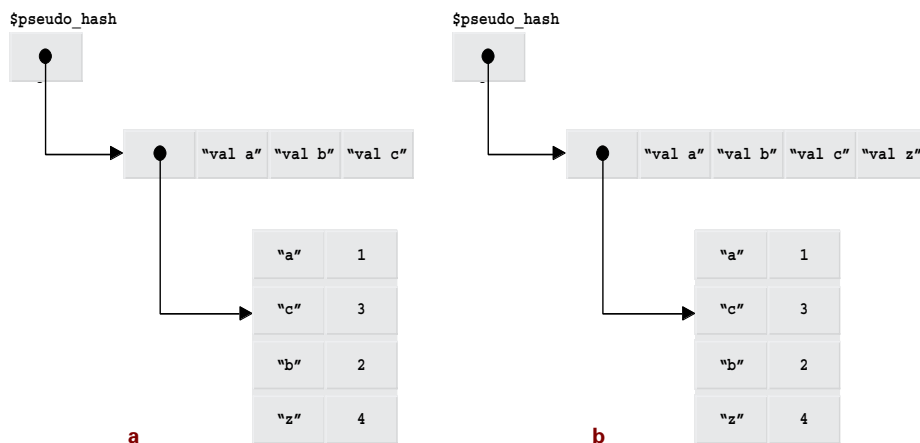 $pseudo_hash
“val a” “val b” “val c”
“a” 1
“c” 3
“b” 2
“z” 4
a
$pseudo_hash
“val a” “val b” “val c” “val z”
“a” 1
“c” 3
“b” 2
“z” 4
b